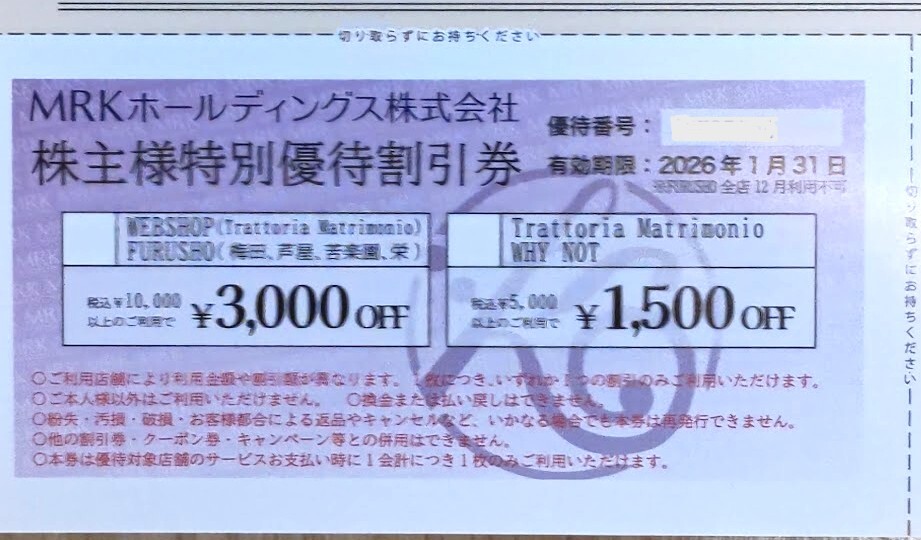 切り取らずにお持ちください
MRKホールディングス株式会社
株主様特別優待割引券
優待番号：
有効期限：2026年1月31日
※FURUSHO 全店 12月利用不可
WEBSHOP(Trattoria Matrimonio)
FURUSHO(梅田、芦屋、苦楽園、栄)
税込¥10,000
以上のご利用で ¥3,000 OFF
Trattoria Matrimonio
WHY NOT
税込¥5,000
以上のご利用で ¥1,500 OFF
○ご利用店舗により利用金額や割引額が異なります。 1枚につき、いずれか1つの割引のみご利用いただけます。
○ご本人様以外はご利用いただけません。 ○換金または払い戻しはできません。
○紛失・汚損・破損・お客様都合による返品やキャンセルなど、いかなる場合でも本券は再発行できません。
○他の割引券・クーポン券・キャンペーン等との併用はできません。
○本券は優待対象店舗のサービスお支払い時に1会計につき1枚のみご利用いただけます。
切り取らずにお持ちください